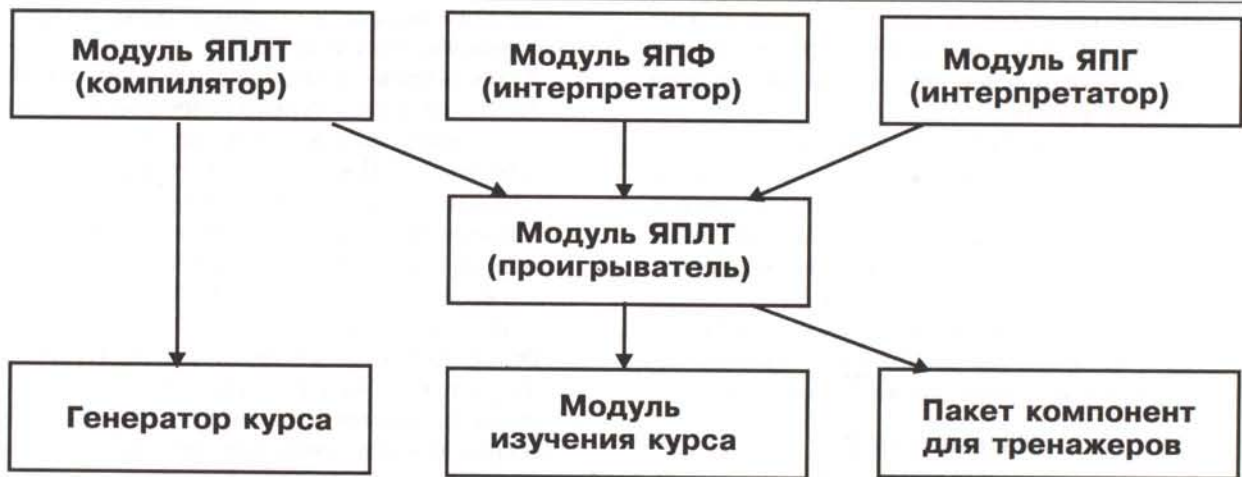 Модуль ЯПЛТ
(компилятор)
Модуль ЯПФ
(интерпретатор)
Модуль ЯПГ
(интерпретатор)
Модуль ЯПЛТ
(проигрыватель)
Генератор курса
Модуль
изучения курса
Пакет компонент
для тренажеров